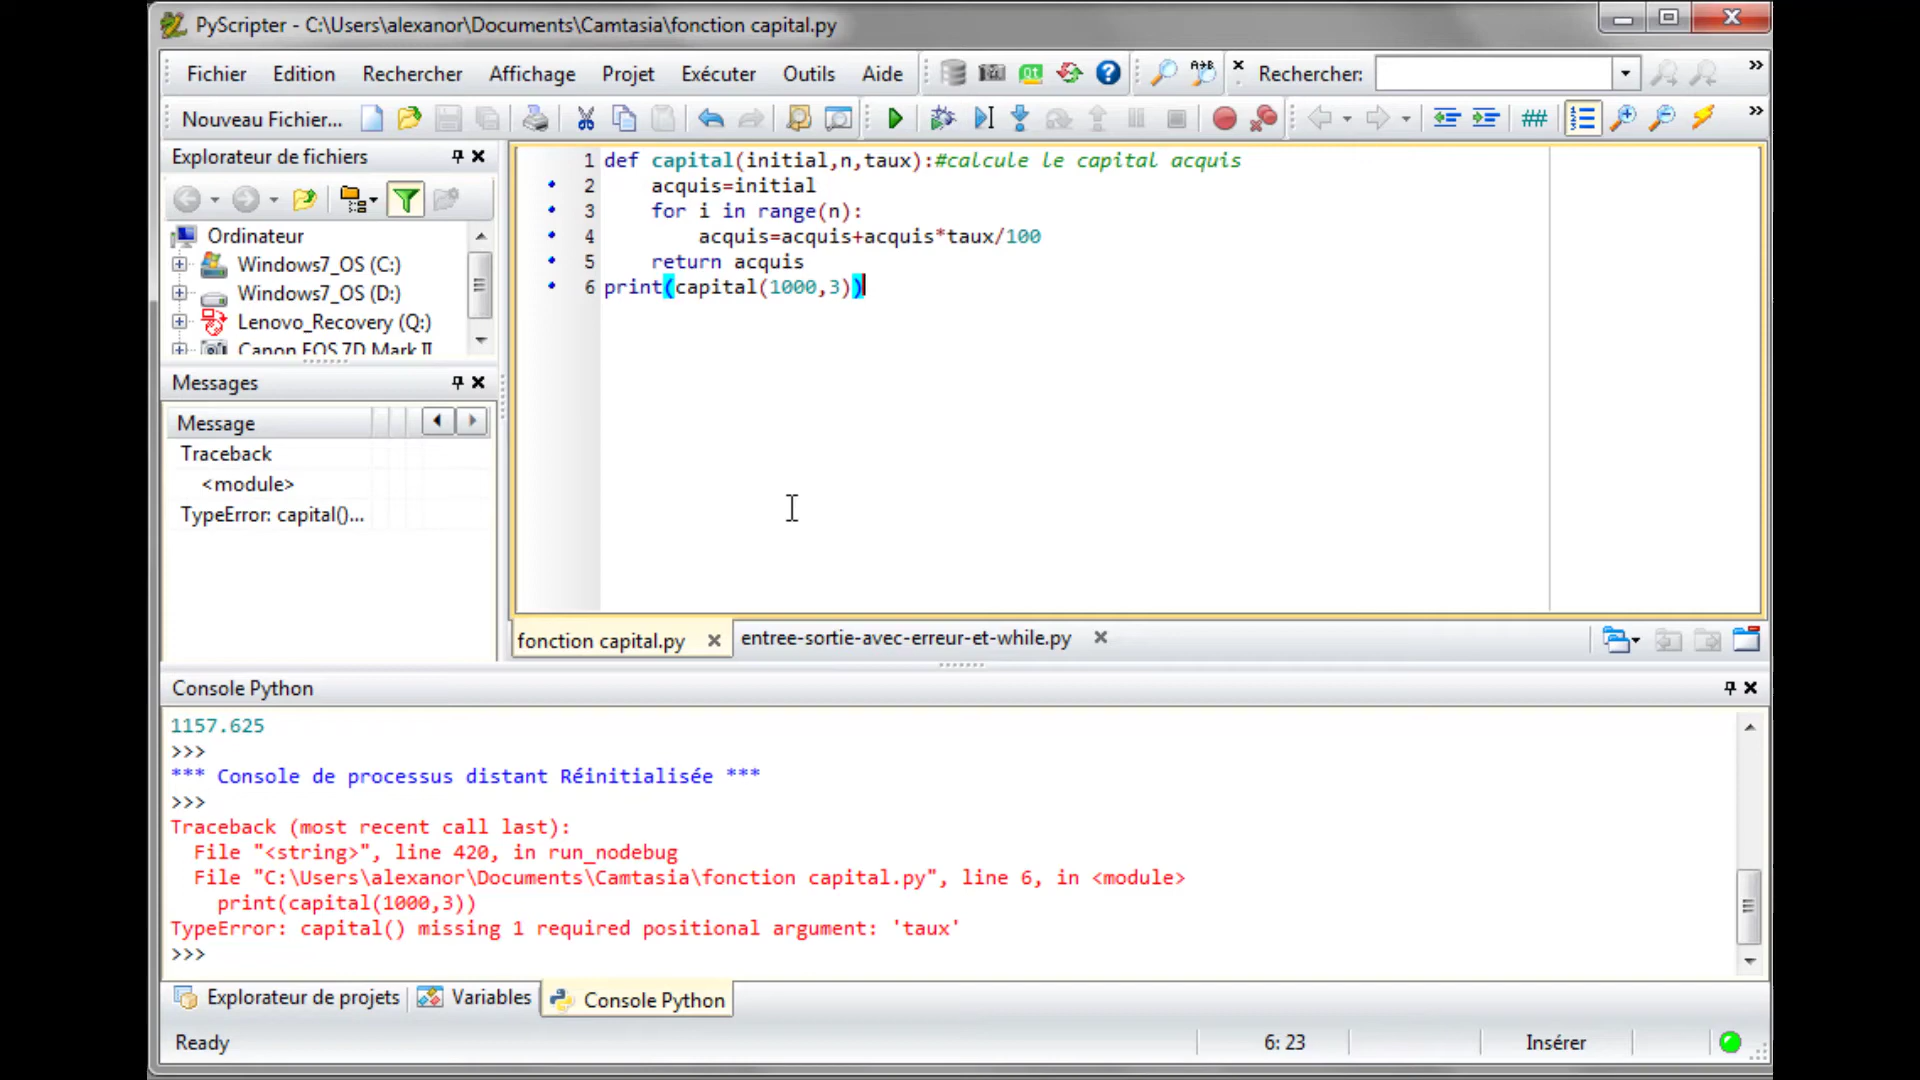 PyScripter - C:\Users\alexanor\Documents\Camtasia\fonction capital.py
Fichier Edition Rechercher Affichage Projet Exécuter Outils Aide Rechercher:
Nouveau Fichier...
Explorateur de fichiers
Ordinateur
Windows7_OS (C:)
Windows7_OS (D:)
Lenovo_Recovery (Q:)
Canon EOS 7D Mark II
Messages
Message
Traceback
<module>
TypeError: capital()...
1 def capital(initial,n,taux):#calcule le capital acquis
2 acquis=initial
3 for i in range(n):
4 acquis=acquis+acquis*taux/100
5 return acquis
6 print(capital(1000,3))
fonction capital.py entree-sortie-avec-erreur-et-while.py
Console Python
1157.625
>>>
*** Console de processus distant Réinitialisée ***
>>>
Traceback (most recent call last):
File "<string>", line 420, in run_nodebug
File "C:\Users\alexanor\Documents\Camtasia\fonction capital.py", line 6, in <module>
print(capital(1000,3))
TypeError: capital() missing 1 required positional argument: 'taux'
>>>
Explorateur de projets Variables Console Python
Ready 6: 23 Insérer